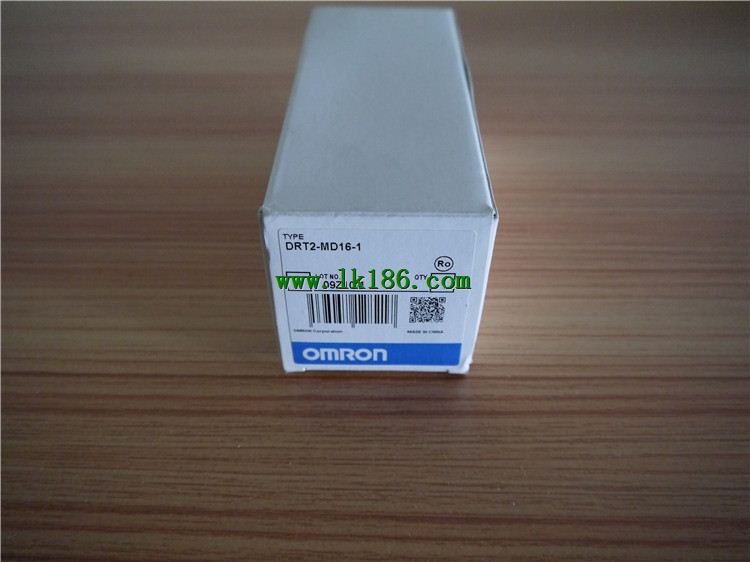 TYPE
DRT2-MD16-1
Ro
LOT NO. QTY
www.lk186.com
OMRON Corporation MADE IN CHINA
OMRON